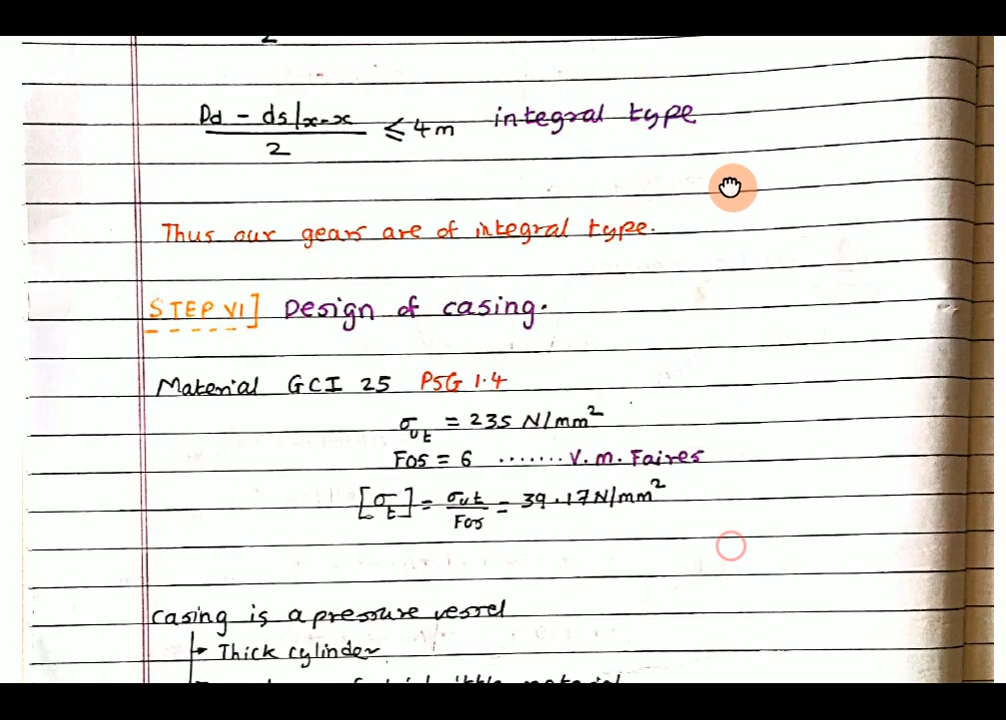 2
Dd - ds|x-x / 2 ≤ 4m integral type
Thus our gears are of integral type.
STEP VI] Design of casing.
Material GCI 25 PSG 1.4
σut = 235 N/mm²
FOS = 6 ....... V.M. Faires
[σt] = σut/FOS = 39.17 N/mm²
casing is a pressure vessel
→ Thick cylinder
material